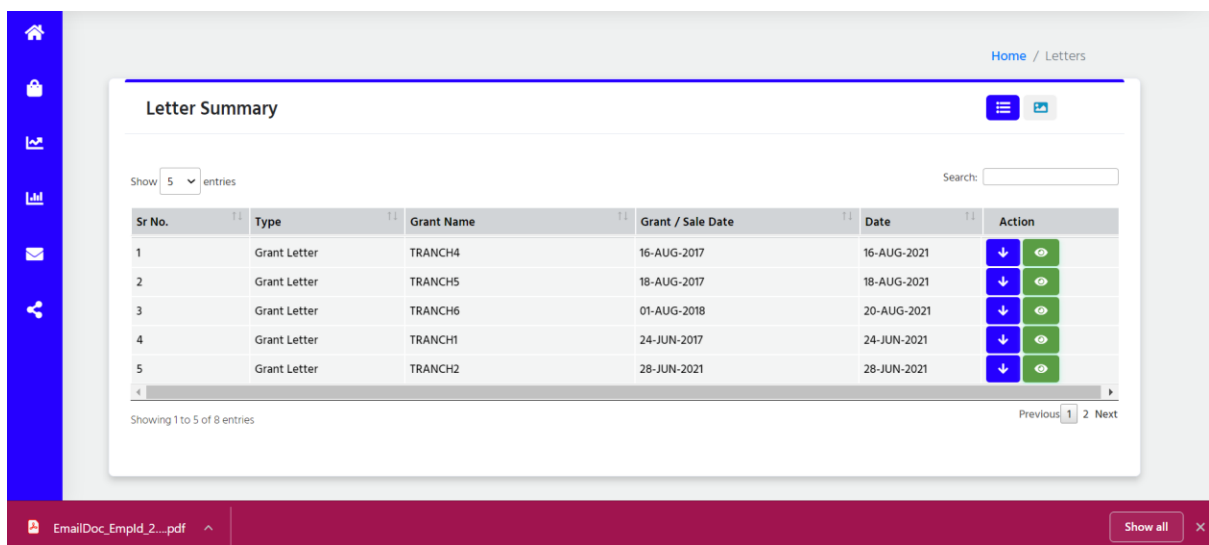 Home / Letters
Letter Summary
Show 5 entries
Search:
Sr No. Type Grant Name Grant / Sale Date Date Action
1 Grant Letter TRANCH4 16-AUG-2017 16-AUG-2021
2 Grant Letter TRANCH5 18-AUG-2017 18-AUG-2021
3 Grant Letter TRANCH6 01-AUG-2018 20-AUG-2021
4 Grant Letter TRANCH1 24-JUN-2017 24-JUN-2021
5 Grant Letter TRANCH2 28-JUN-2021 28-JUN-2021
Showing 1 to 5 of 8 entries
Previous 1 2 Next
EmailDoc_EmpId_2....pdf
Show all